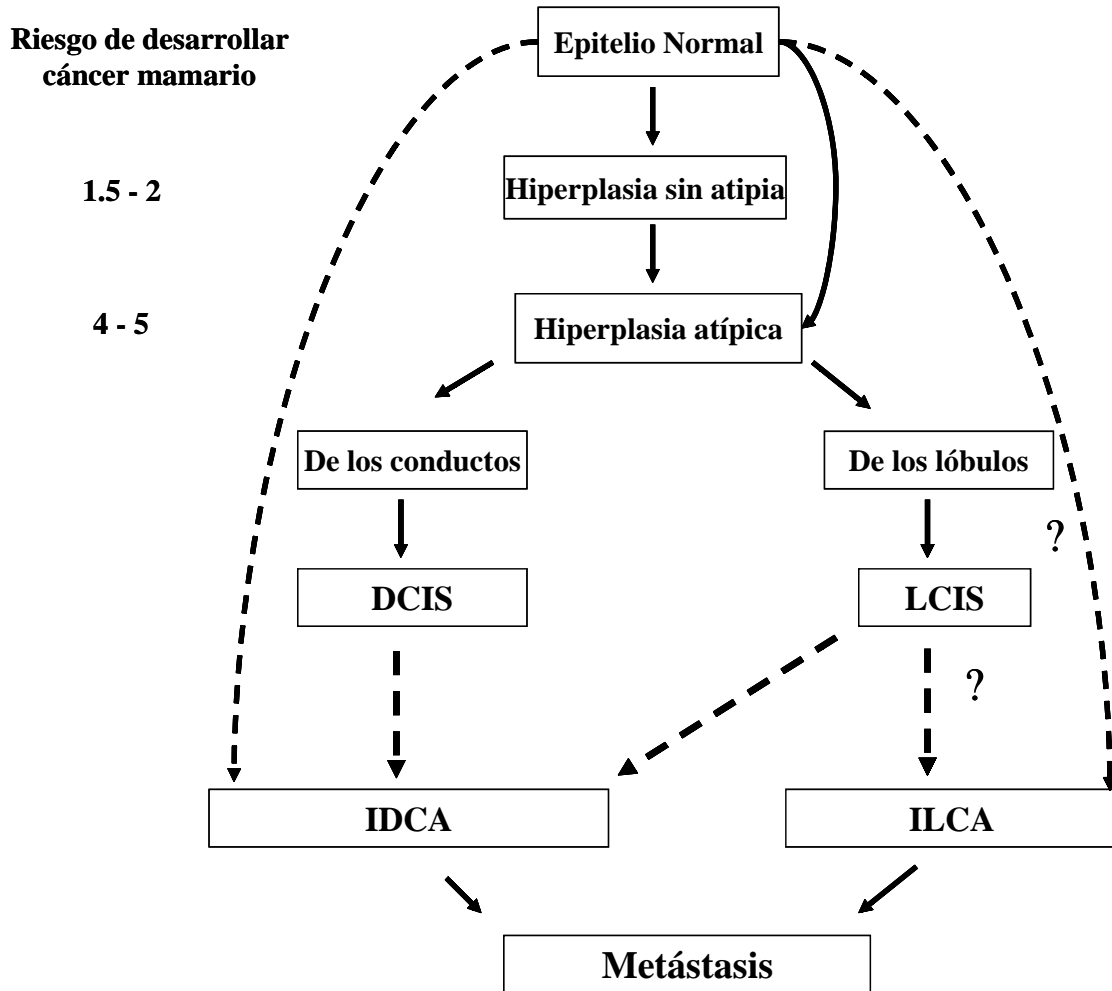 Riesgo de desarrollar
cáncer mamario
Epitelio Normal
1.5 - 2
Hiperplasia sin atipia
4 - 5
Hiperplasia atípica
De los conductos
De los lóbulos
?
DCIS
LCIS
?
IDCA
ILCA
Metástasis